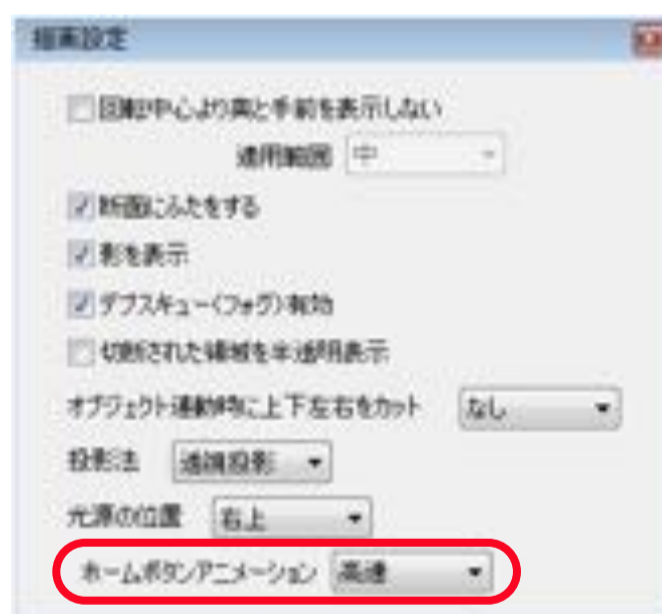 描画設定
回転中心より奥と手前を表示しない
適用範囲 中
断面にふたをする
影を表示
デプスキュー(フォグ)有効
切断された領域を半透明表示
オブジェクト連動時に上下左右をカット なし
投影法 透視投影
光源の位置 右上
ホームボタンアニメーション 高速